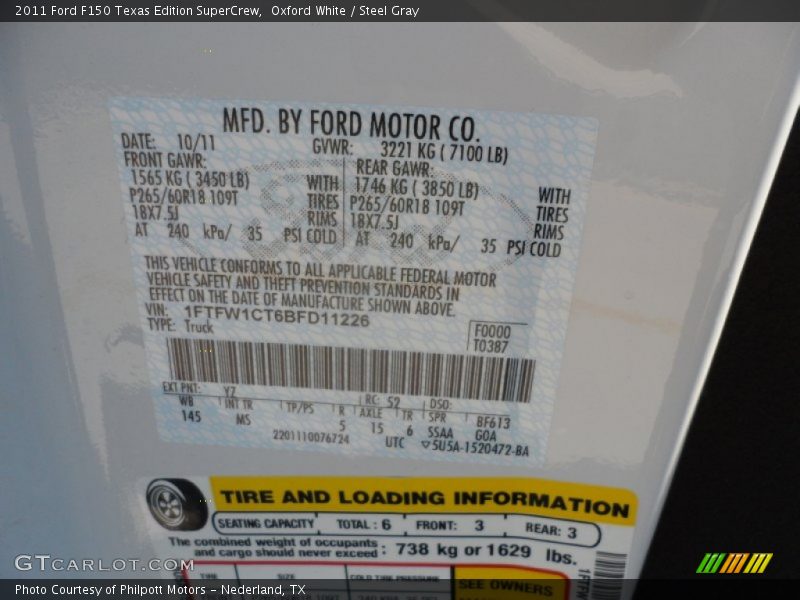 2011 Ford F150 Texas Edition SuperCrew,  Oxford White / Steel Gray
MFD. BY FORD MOTOR CO.
DATE: 10/11 GVWR: 3221 KG ( 7100 LB)
FRONT GAWR: REAR GAWR:
1565 KG ( 3450 LB) WITH 1746 KG ( 3850 LB) WITH
P265/60R18 109T TIRES P265/60R18 109T TIRES
18X7.5J RIMS 18X7.5J RIMS
AT 240 kPa/ 35 PSI COLD AT 240 kPa/ 35 PSI COLD
THIS VEHICLE CONFORMS TO ALL APPLICABLE FEDERAL MOTOR
VEHICLE SAFETY AND THEFT PREVENTION STANDARDS IN
EFFECT ON THE DATE OF MANUFACTURE SHOWN ABOVE.
VIN: 1FTFW1CT6BFD11226
TYPE: Truck
F0000
T0387
EXT PNT: Y7 RC: 52 DSO:
WB INT TR TP/PS R AXLE TR SPR BF613
145 MS 5 15 6 SSAA GOA
2201110076724 UTC ▽5U5A-1520472-BA
TIRE AND LOADING INFORMATION
SEATING CAPACITY TOTAL: 6 FRONT: 3 REAR: 3
The combined weight of occupants
and cargo should never exceed : 738 kg or 1629 lbs.
TIRE SIZE COLD TIRE PRESSURE SEE OWNERS
GTCARLOT.COM
Photo Courtesy of Philpott Motors - Nederland, TX